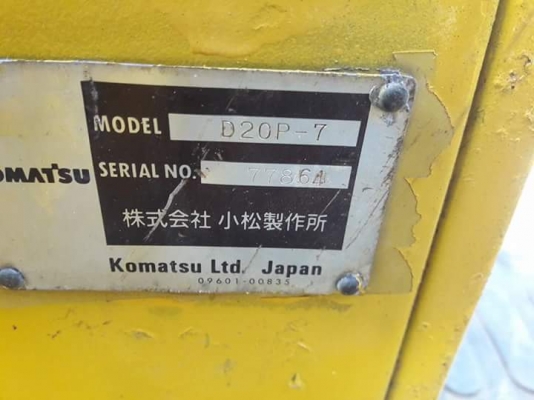 MODEL D20P-7
KOMATSU SERIAL NO. 77864
株式会社 小松製作所
Komatsu Ltd. Japan
09601-00835